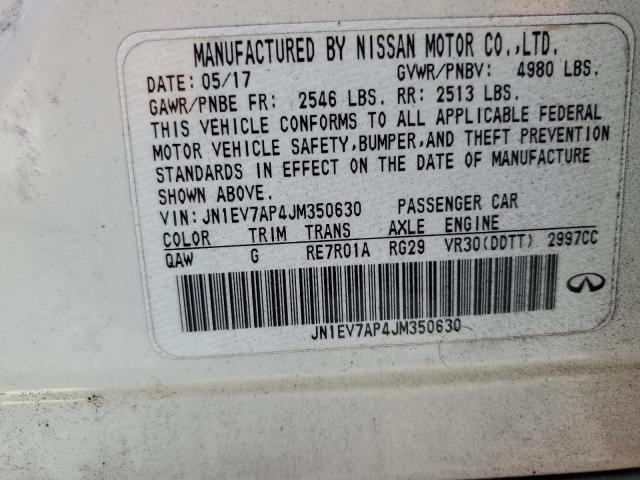 MANUFACTURED BY NISSAN MOTOR CO.,LTD.
DATE: 05/17 GVWR/PNBV: 4980 LBS.
GAWR/PNBE FR: 2546 LBS. RR: 2513 LBS.
THIS VEHICLE CONFORMS TO ALL APPLICABLE FEDERAL
MOTOR VEHICLE SAFETY,BUMPER,AND THEFT PREVENTION
STANDARDS IN EFFECT ON THE DATE OF MANUFACTURE
SHOWN ABOVE.
VIN:JN1EV7AP4JM350630 PASSENGER CAR
COLOR TRIM TRANS AXLE ENGINE
QAW G RE7R01A RG29 VR30(DDTT) 2997CC
JN1EV7AP4JM350630